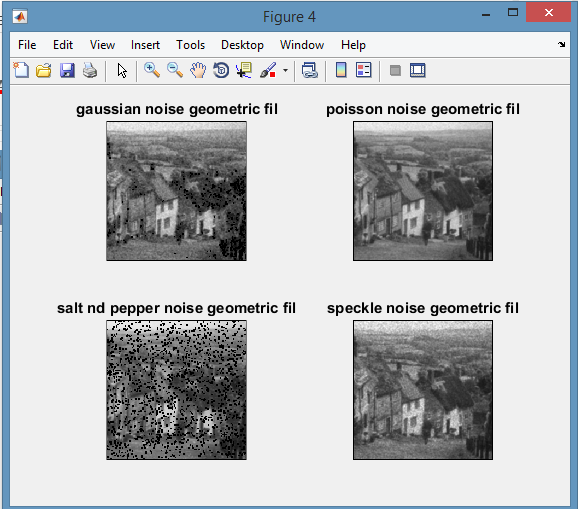 Figure 4
File Edit View Insert Tools Desktop Window Help
gaussian noise geometric fil
poisson noise geometric fil
salt nd pepper noise geometric fil
speckle noise geometric fil